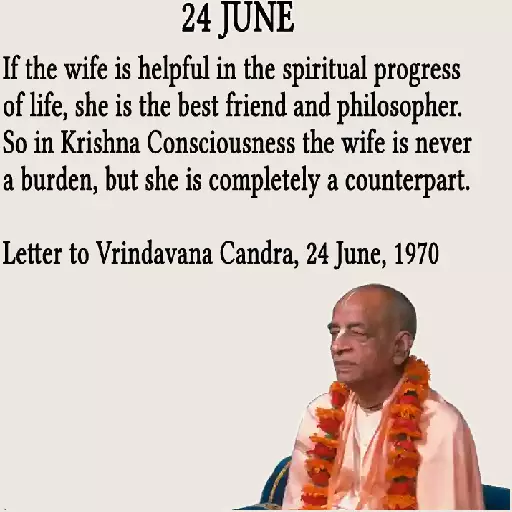 24 JUNE
If the wife is helpful in the spiritual progress
of life, she is the best friend and philosopher.
So in Krishna Consciousness the wife is never
a burden, but she is completely a counterpart.
Letter to Vrindavana Candra, 24 June, 1970